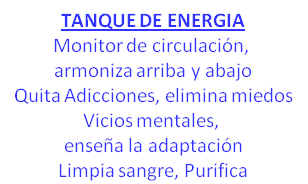 TANQUE DE ENERGIA
Monitor de circulación,
armoniza arriba y abajo
Quita Adicciones, elimina miedos
Vicios mentales,
enseña la adaptación
Limpia sangre, Purifica